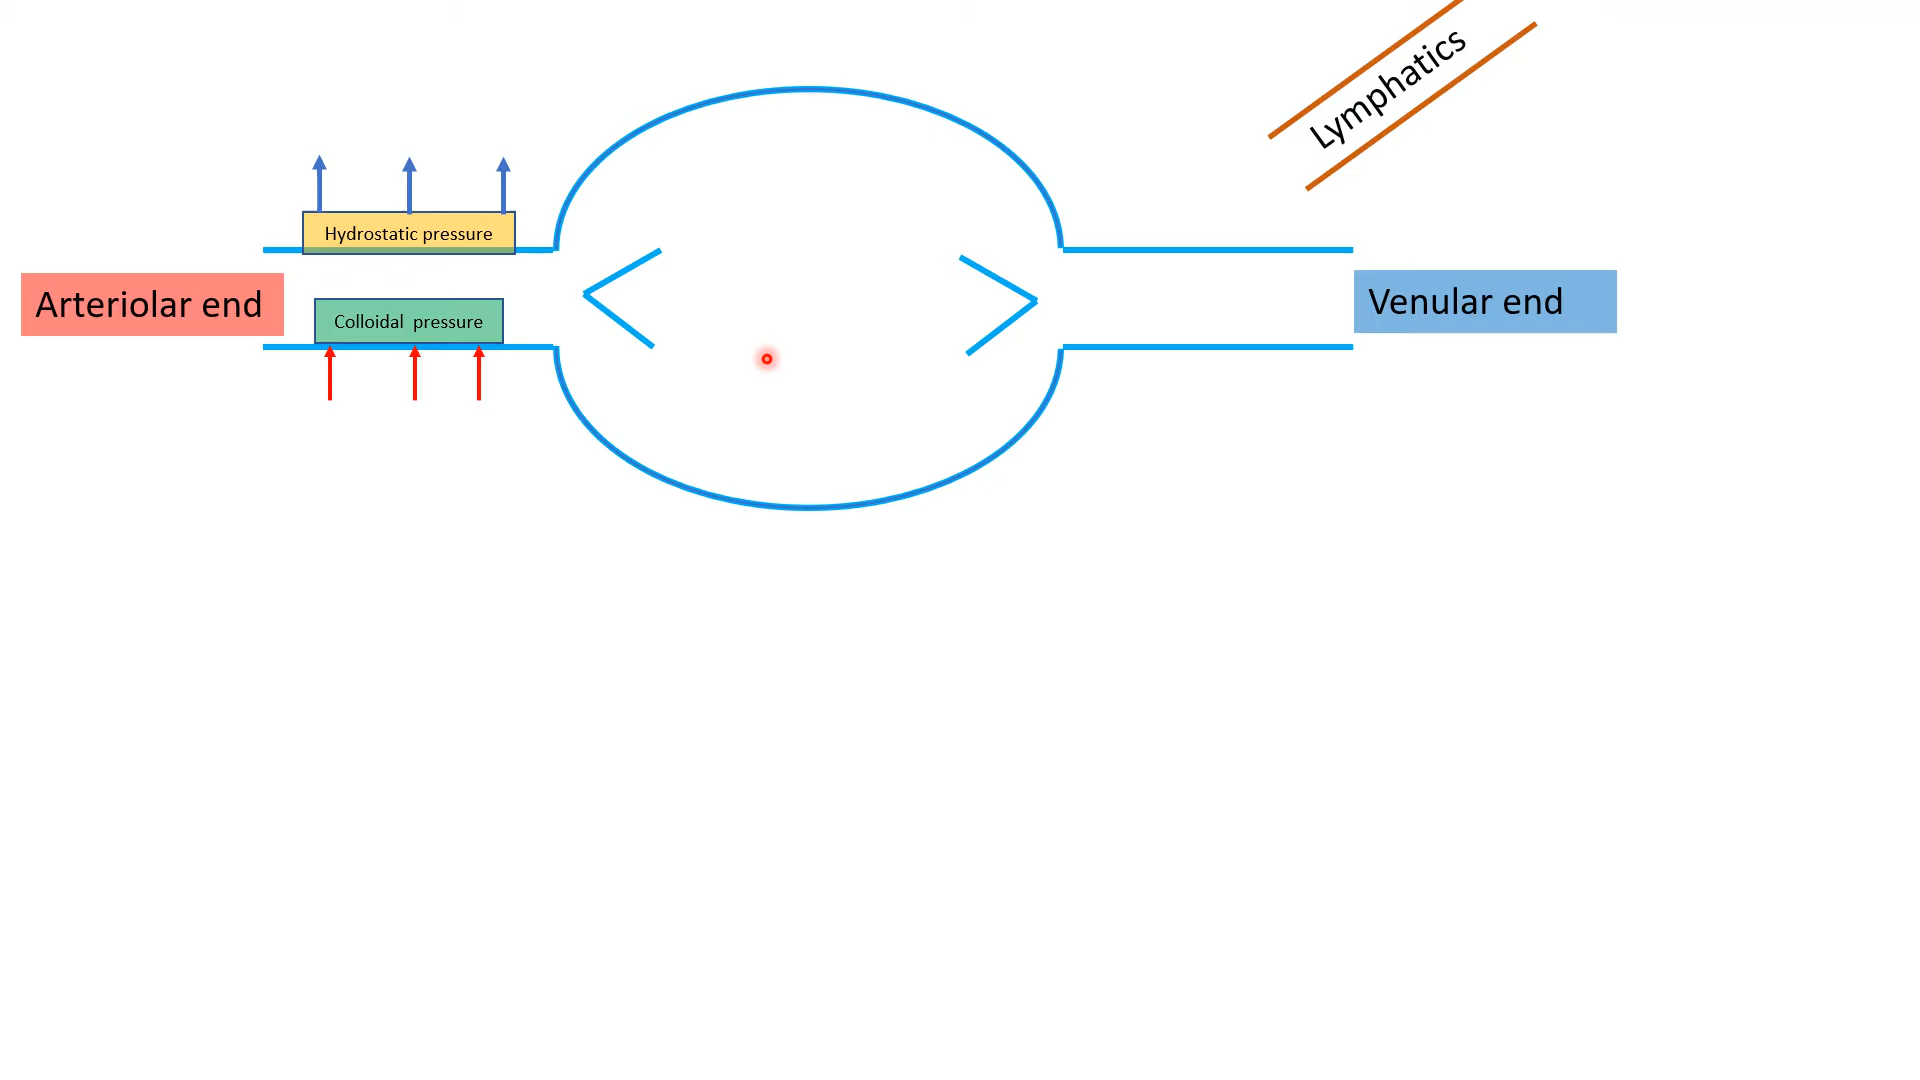 Lymphatics
Hydrostatic pressure
Arteriolar end
Colloidal  pressure
Venular end